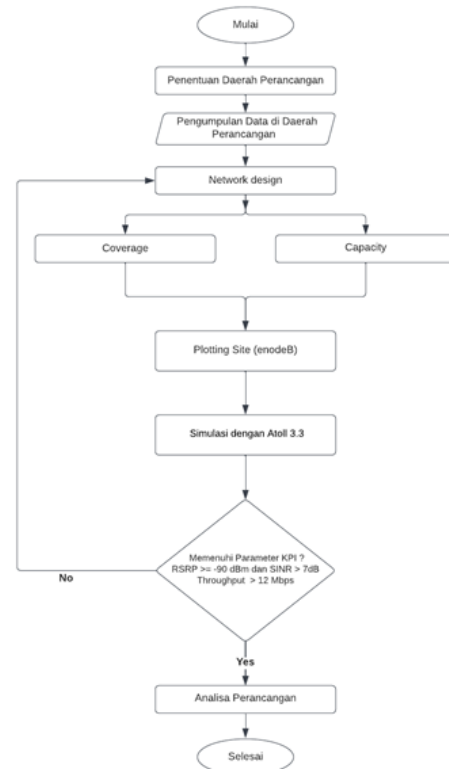 Mulai
Penentuan Daerah Perancangan
Pengumpulan Data di Daerah
Perancangan
Network design
Coverage
Capacity
Plotting Site (enodeB)
Simulasi dengan Atoll 3.3
Memenuhi Parameter KPI ?
RSRP >= -90 dBm dan SINR > 7dB
Throughput > 12 Mbps
No
Yes
Analisa Perancangan
Selesai